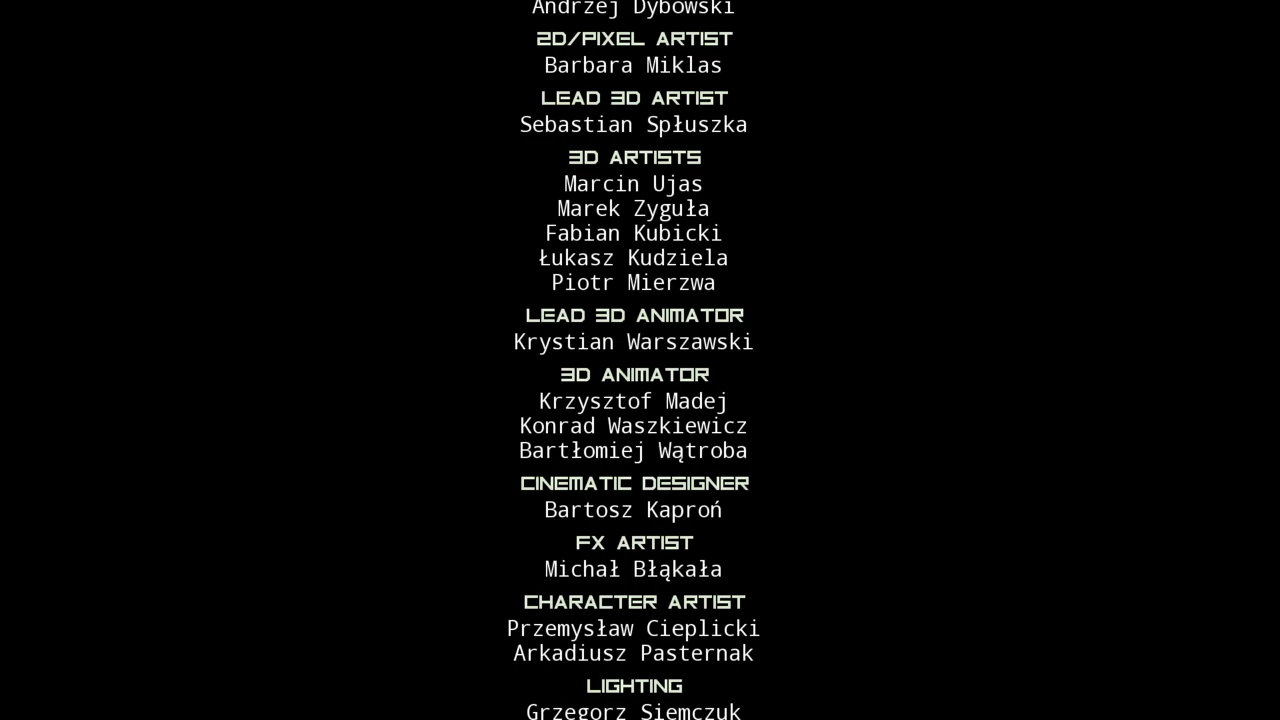 Andrzej Dybowski
2D/PIXEL ARTIST
Barbara Miklas
LEAD 3D ARTIST
Sebastian Spłuszka
3D ARTISTS
Marcin Ujas
Marek Zyguła
Fabian Kubicki
Łukasz Kudziela
Piotr Mierzwa
LEAD 3D ANIMATOR
Krystian Warszawski
3D ANIMATOR
Krzysztof Madej
Konrad Waszkiewicz
Bartłomiej Wątroba
CINEMATIC DESIGNER
Bartosz Kaproń
FX ARTIST
Michał Błąkała
CHARACTER ARTIST
Przemysław Cieplicki
Arkadiusz Pasternak
LIGHTING
Grzegorz Siemczuk